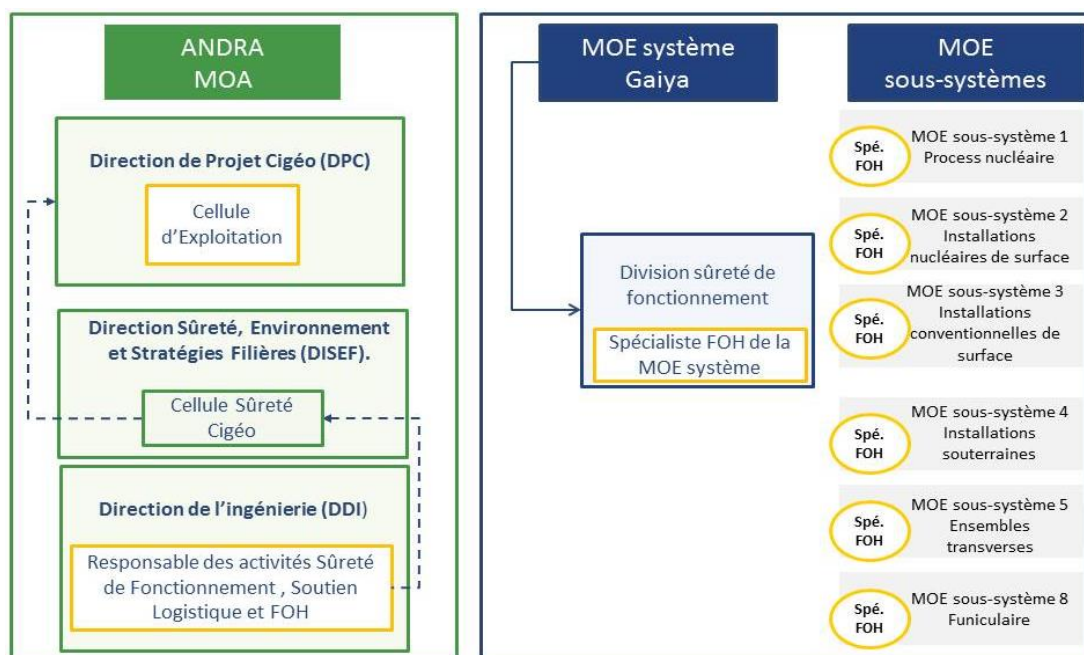 ANDRA
MOA
Direction de Projet Cigéo (DPC)
Cellule
d’Exploitation
Direction Sûreté, Environnement
et Stratégies Filières (DISEF).
Cellule Sûreté
Cigéo
Direction de l’ingénierie (DDI)
Responsable des activités Sûreté
de Fonctionnement , Soutien
Logistique et FOH
MOE système
Gaiya
Division sûreté de
fonctionnement
Spécialiste FOH de la
MOE système
MOE
sous-systèmes
Spé.
FOH
MOE sous-système 1
Process nucléaire
Spé.
FOH
MOE sous-système 2
Installations
nucléaires de surface
Spé.
FOH
MOE sous-système 3
Installations
conventionnelles de
surface
Spé.
FOH
MOE sous-système 4
Installations
souterraines
Spé.
FOH
MOE sous-système 5
Ensembles
transverses
Spé.
FOH
MOE sous-système 8
Funiculaire